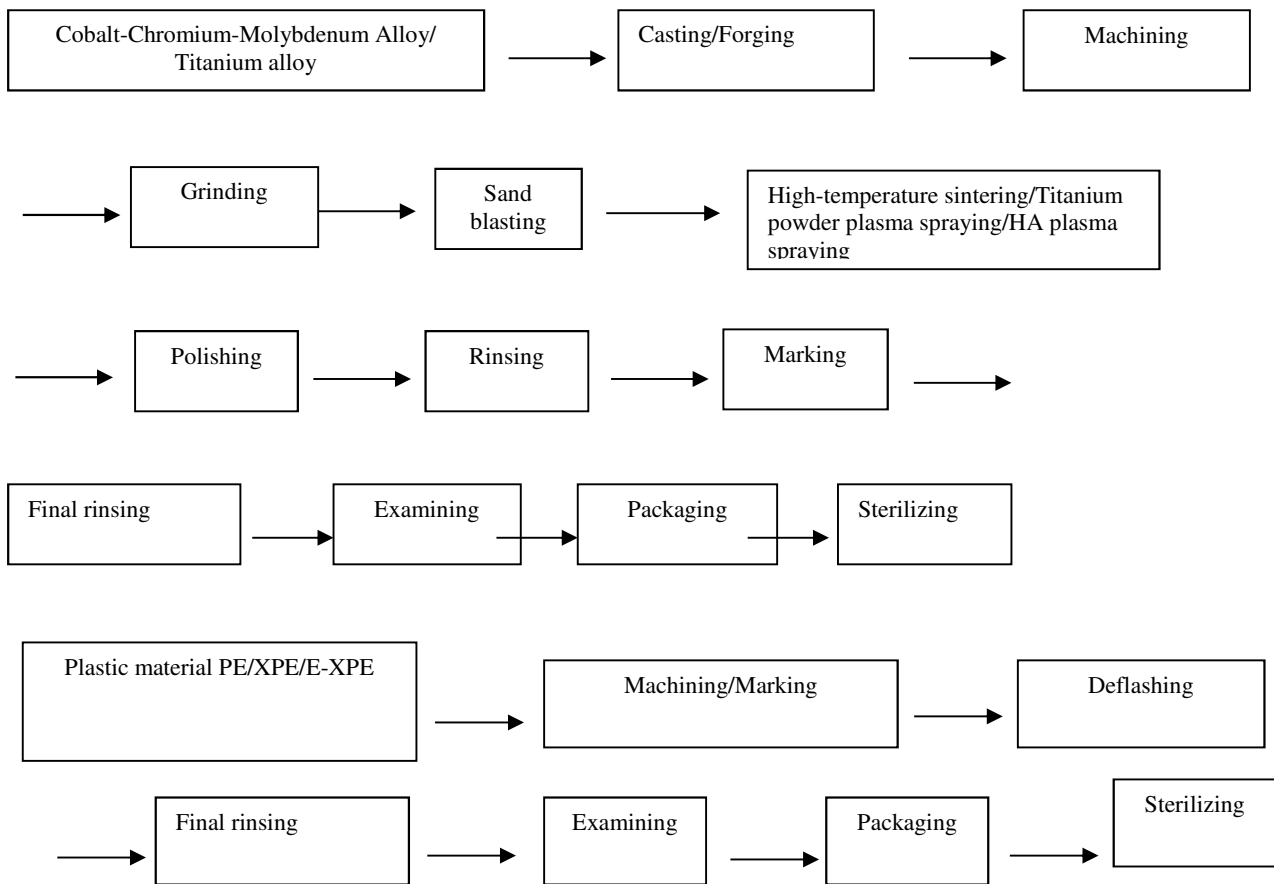 Cobalt-Chromium-Molybdenum Alloy/
Titanium alloy
Casting/Forging
Machining
Grinding
Sand
blasting
High-temperature sintering/Titanium
powder plasma spraying/HA plasma
spraying
Polishing
Rinsing
Marking
Final rinsing
Examining
Packaging
Sterilizing
Plastic material PE/XPE/E-XPE
Machining/Marking
Deflashing
Final rinsing
Examining
Packaging
Sterilizing